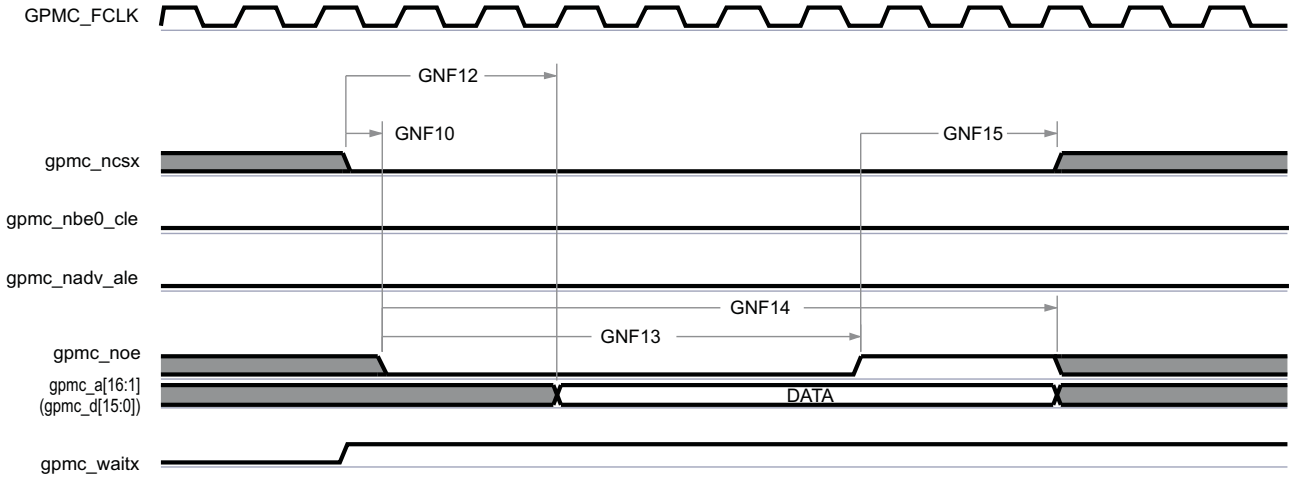 GPMC_FCLK
GNF12
GNF10
GNF15
gpmc_ncsx
gpmc_nbe0_cle
gpmc_nadv_ale
GNF14
GNF13
gpmc_noe
gpmc_a[16:1]
(gpmc_d[15:0])
DATA
gpmc_waitx